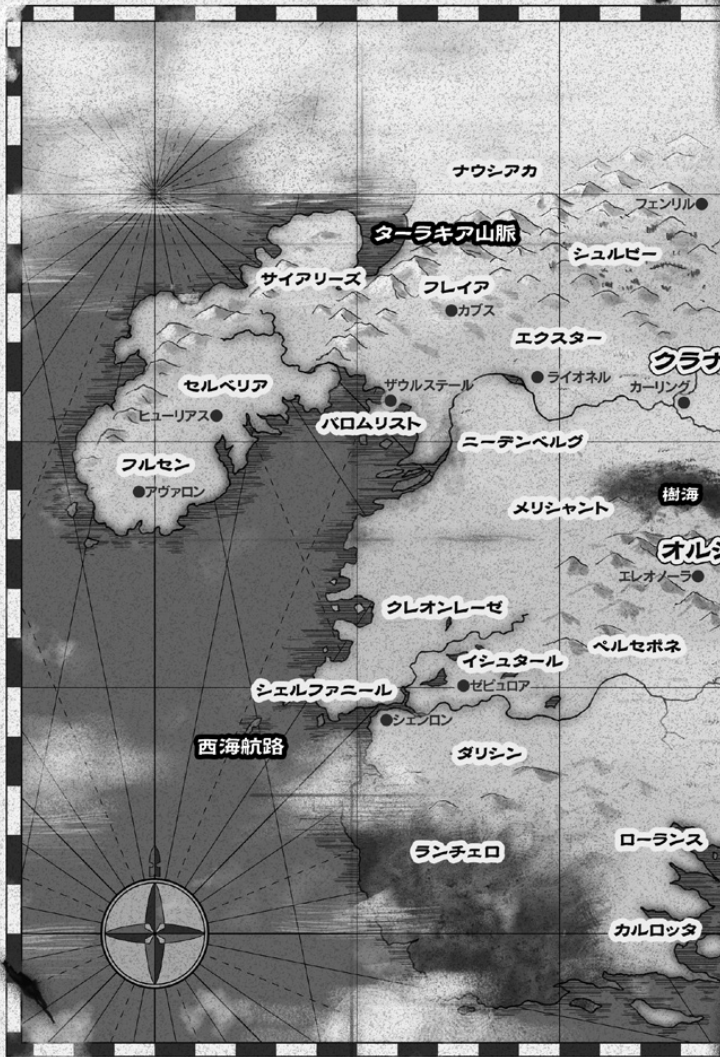 ナウシアカ
フェンリル
ターラキア山脈
シュルピー
サイアリーズ
フレイア
カブス
エクスター
クラナ
ライオネル
カーリング
セルベリア
ザウルステール
ヒューリアス
バロムリスト
ニーデンベルグ
フルセン
アヴァロン
樹海
メリシャント
オルシ
エレオノーラ
クレオンレーゼ
ペルセポネ
イシュタール
ゼピュロア
シェルファニール
シェンロン
西海航路
ダリシン
ランチェロ
ローランス
カルロッタ